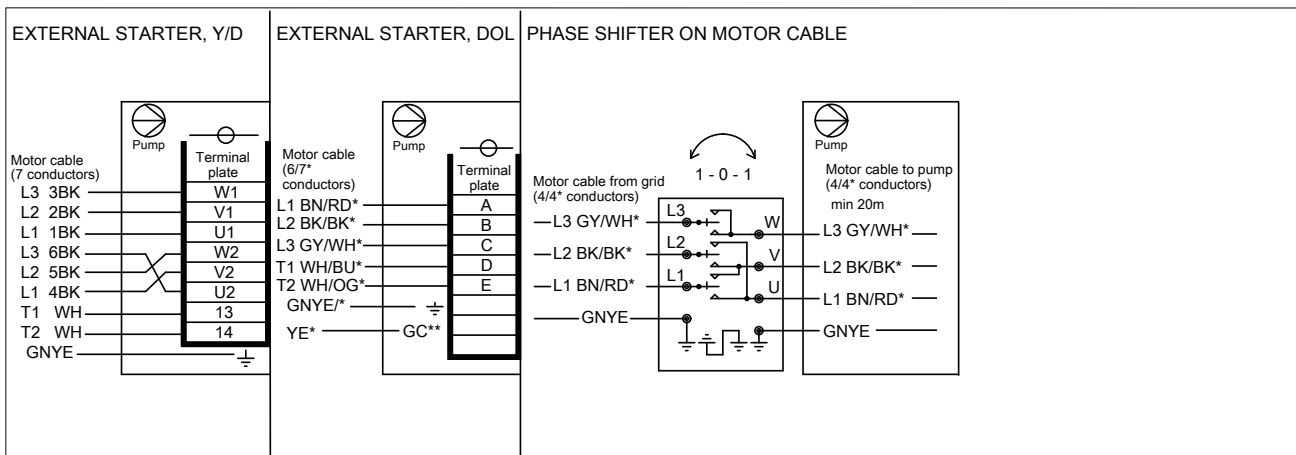 EXTERNAL STARTER, Y/D
Pump
Motor cable
(7 conductors)
Terminal
plate
L3 3BK W1
L2 2BK V1
L1 1BK U1
L3 6BK W2
L2 5BK V2
L1 4BK U2
T1 WH 13
T2 WH 14
GNYE
EXTERNAL STARTER, DOL
Pump
Motor cable
(6/7*
conductors)
Terminal
plate
L1 BN/RD* A
L2 BK/BK* B
L3 GY/WH* C
T1 WH/BU* D
T2 WH/OG* E
GNYE/*
YE* GC**
PHASE SHIFTER ON MOTOR CABLE
Motor cable from grid
(4/4* conductors)
L3 GY/WH*
L2 BK/BK*
L1 BN/RD*
GNYE
1 - 0 - 1
L3
W
L2
V
L1
U
Pump
Motor cable to pump
(4/4* conductors)
min 20m
L3 GY/WH*
L2 BK/BK*
L1 BN/RD*
GNYE